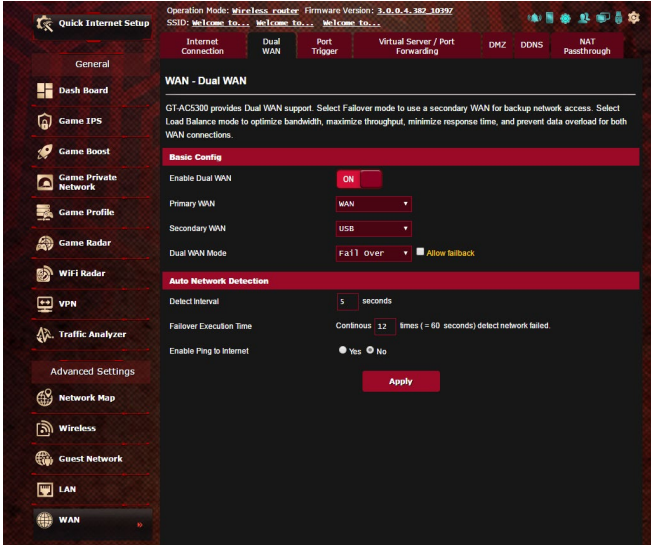 Quick Internet Setup
Operation Mode: Wireless router Firmware Version: 3.0.0.4.382_10397
SSID: Welcome to... Welcome to... Welcome to...
Internet Connection
Dual WAN
Port Trigger
Virtual Server / Port Forwarding
DMZ
DDNS
NAT Passthrough
General
Dash Board
Game IPS
Game Boost
Game Private Network
Game Profile
Game Radar
WiFi Radar
VPN
Traffic Analyzer
Advanced Settings
Network Map
Wireless
Guest Network
LAN
WAN »
WAN - Dual WAN
GT-AC5300 provides Dual WAN support. Select Failover mode to use a secondary WAN for backup network access. Select
Load Balance mode to optimize bandwidth, maximize throughput, minimize response time, and prevent data overload for both
WAN connections.
Basic Config
Enable Dual WAN ON
Primary WAN WAN
Secondary WAN USB
Dual WAN Mode Fail Over Allow failback
Auto Network Detection
Detect Interval 5 seconds
Failover Execution Time Continous 12 times ( = 60 seconds) detect network failed.
Enable Ping to Internet Yes No
Apply